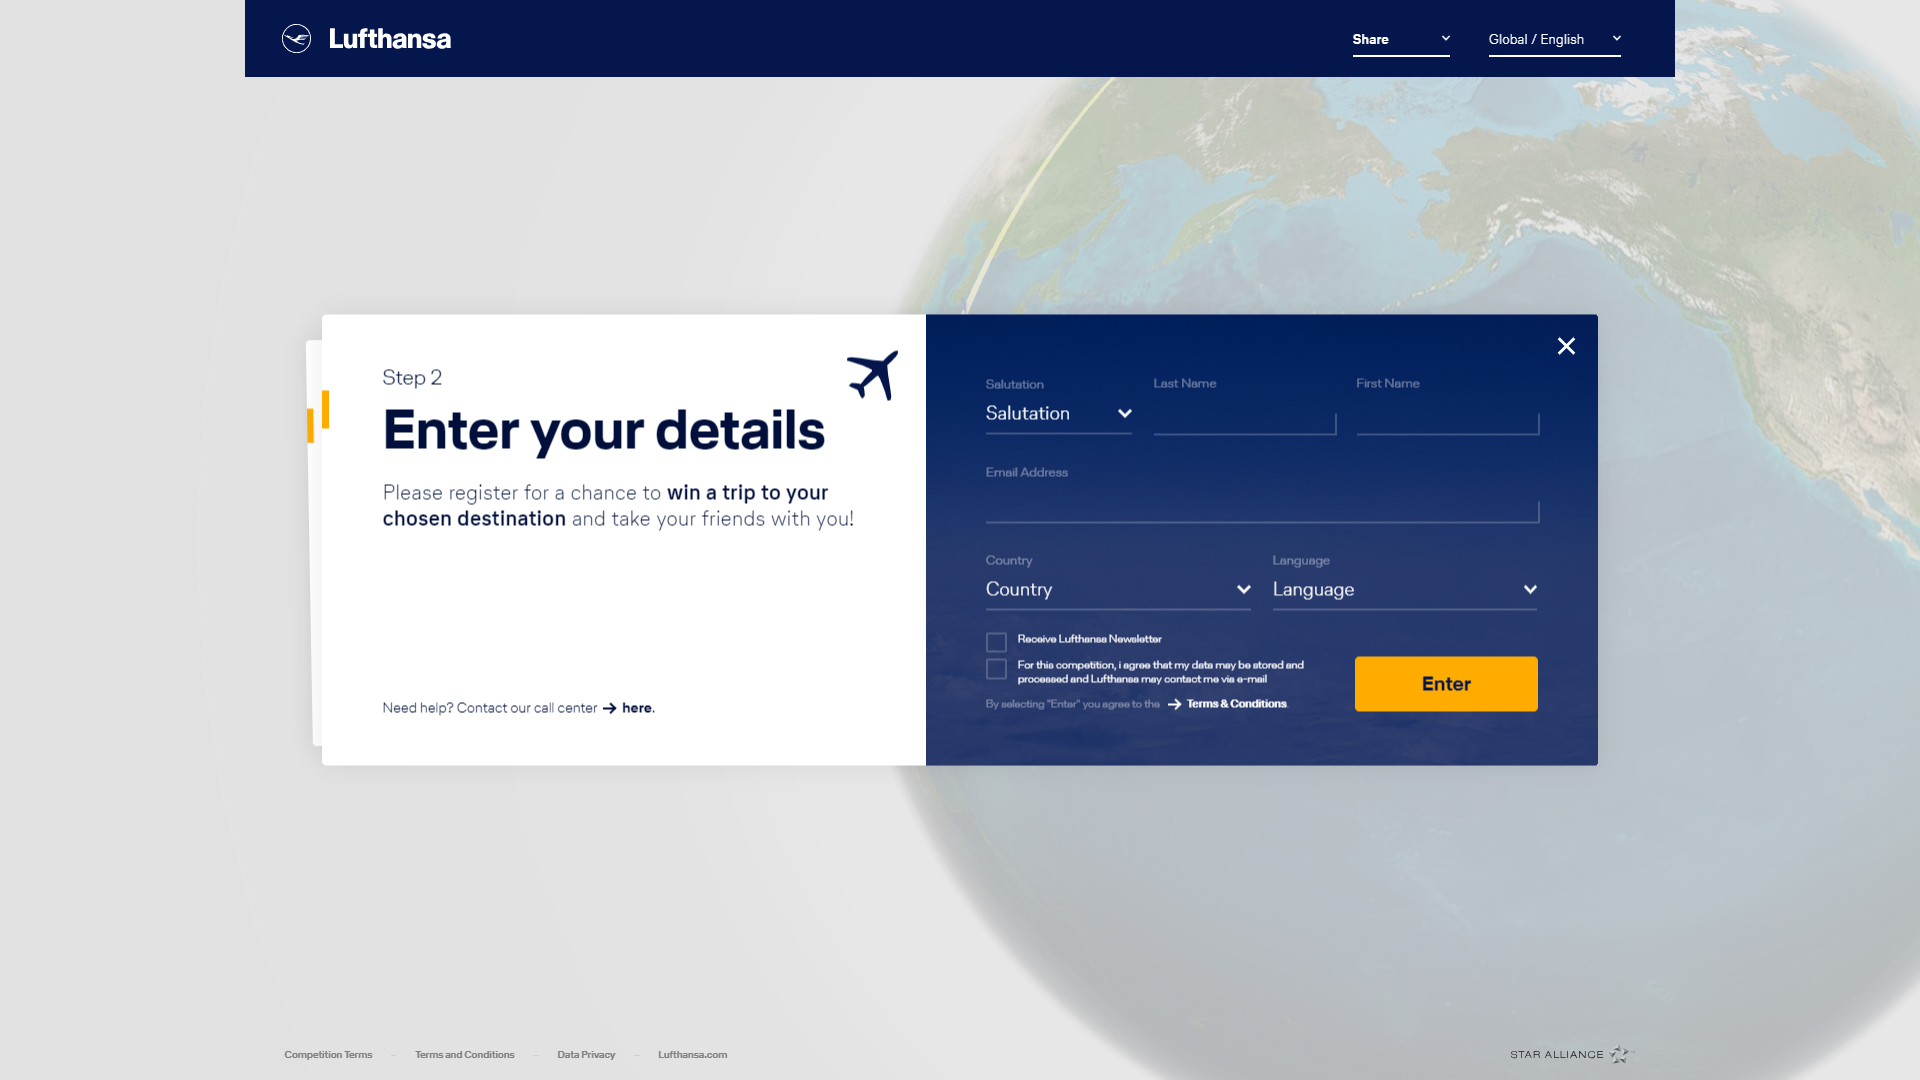 Lufthansa
Share
Global / English
Step 2
Enter your details
Please register for a chance to win a trip to your
chosen destination and take your friends with you!
Need help? Contact our call center → here.
Salutation
Salutation
Last Name
First Name
Email Address
Country
Country
Language
Language
Receive Lufthansa Newsletter
For this competition, i agree that my data may be stored and
processed and Lufthansa may contact me via e-mail
By selecting "Enter" you agree to the → Terms & Conditions.
Enter
Competition Terms – Terms and Conditions – Data Privacy – Lufthansa.com
STAR ALLIANCE